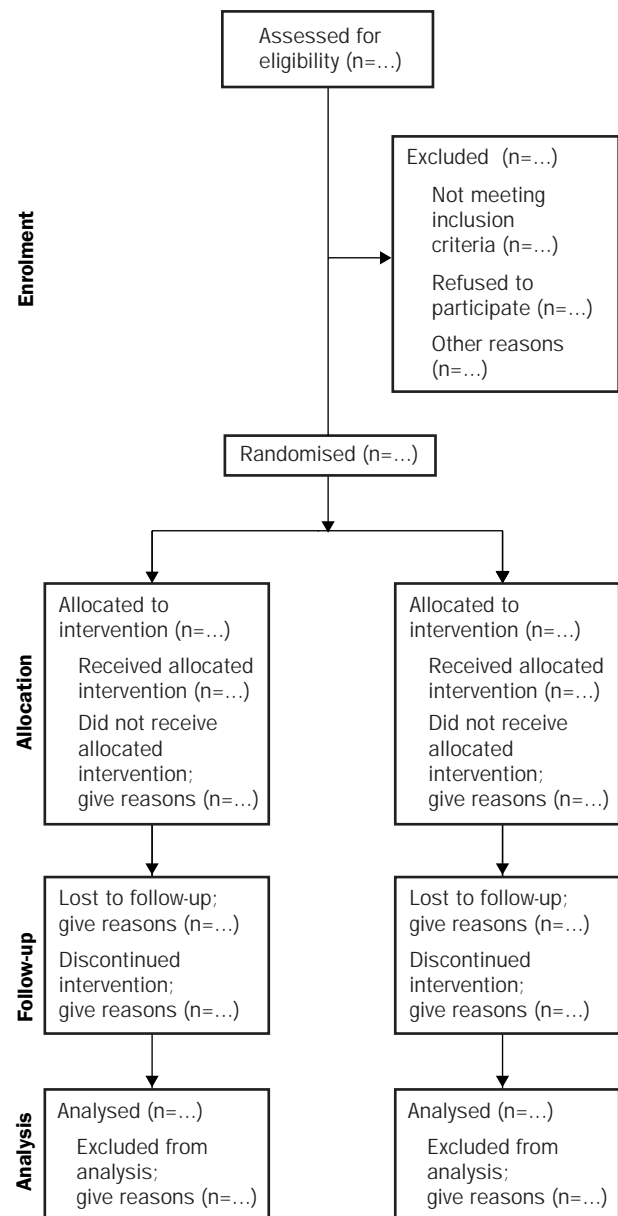 Assessed for
eligibility (n=...)
Enrolment
Excluded (n=...)
Not meeting
inclusion
criteria (n=...)
Refused to
participate (n=...)
Other reasons
(n=...)
Randomised (n=...)
Allocation
Allocated to
intervention (n=...)
Received allocated
intervention (n=...)
Did not receive
allocated
intervention;
give reasons (n=...)
Allocated to
intervention (n=...)
Received allocated
intervention (n=...)
Did not receive
allocated
intervention;
give reasons (n=...)
Follow-up
Lost to follow-up;
give reasons (n=...)
Discontinued
intervention;
give reasons (n=...)
Lost to follow-up;
give reasons (n=...)
Discontinued
intervention;
give reasons (n=...)
Analysis
Analysed (n=...)
Excluded from
analysis;
give reasons (n=...)
Analysed (n=...)
Excluded from
analysis;
give reasons (n=...)